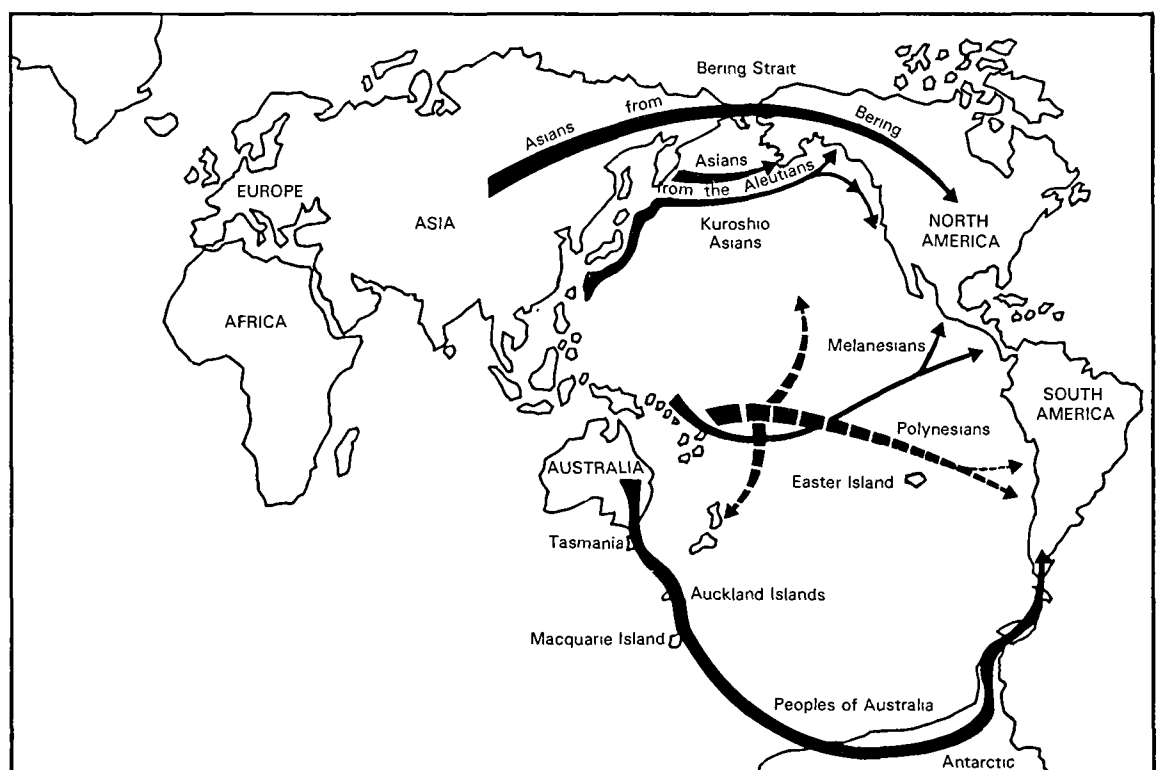 Bering Strait
Asians from Bering
Asians
from the Aleutians
Kuroshio
Asians
EUROPE
ASIA
NORTH
AMERICA
AFRICA
Melanesians
SOUTH
AMERICA
Polynesians
AUSTRALIA
Easter Island
Tasmania
Auckland Islands
Macquarie Island
Peoples of Australia
Antarctic